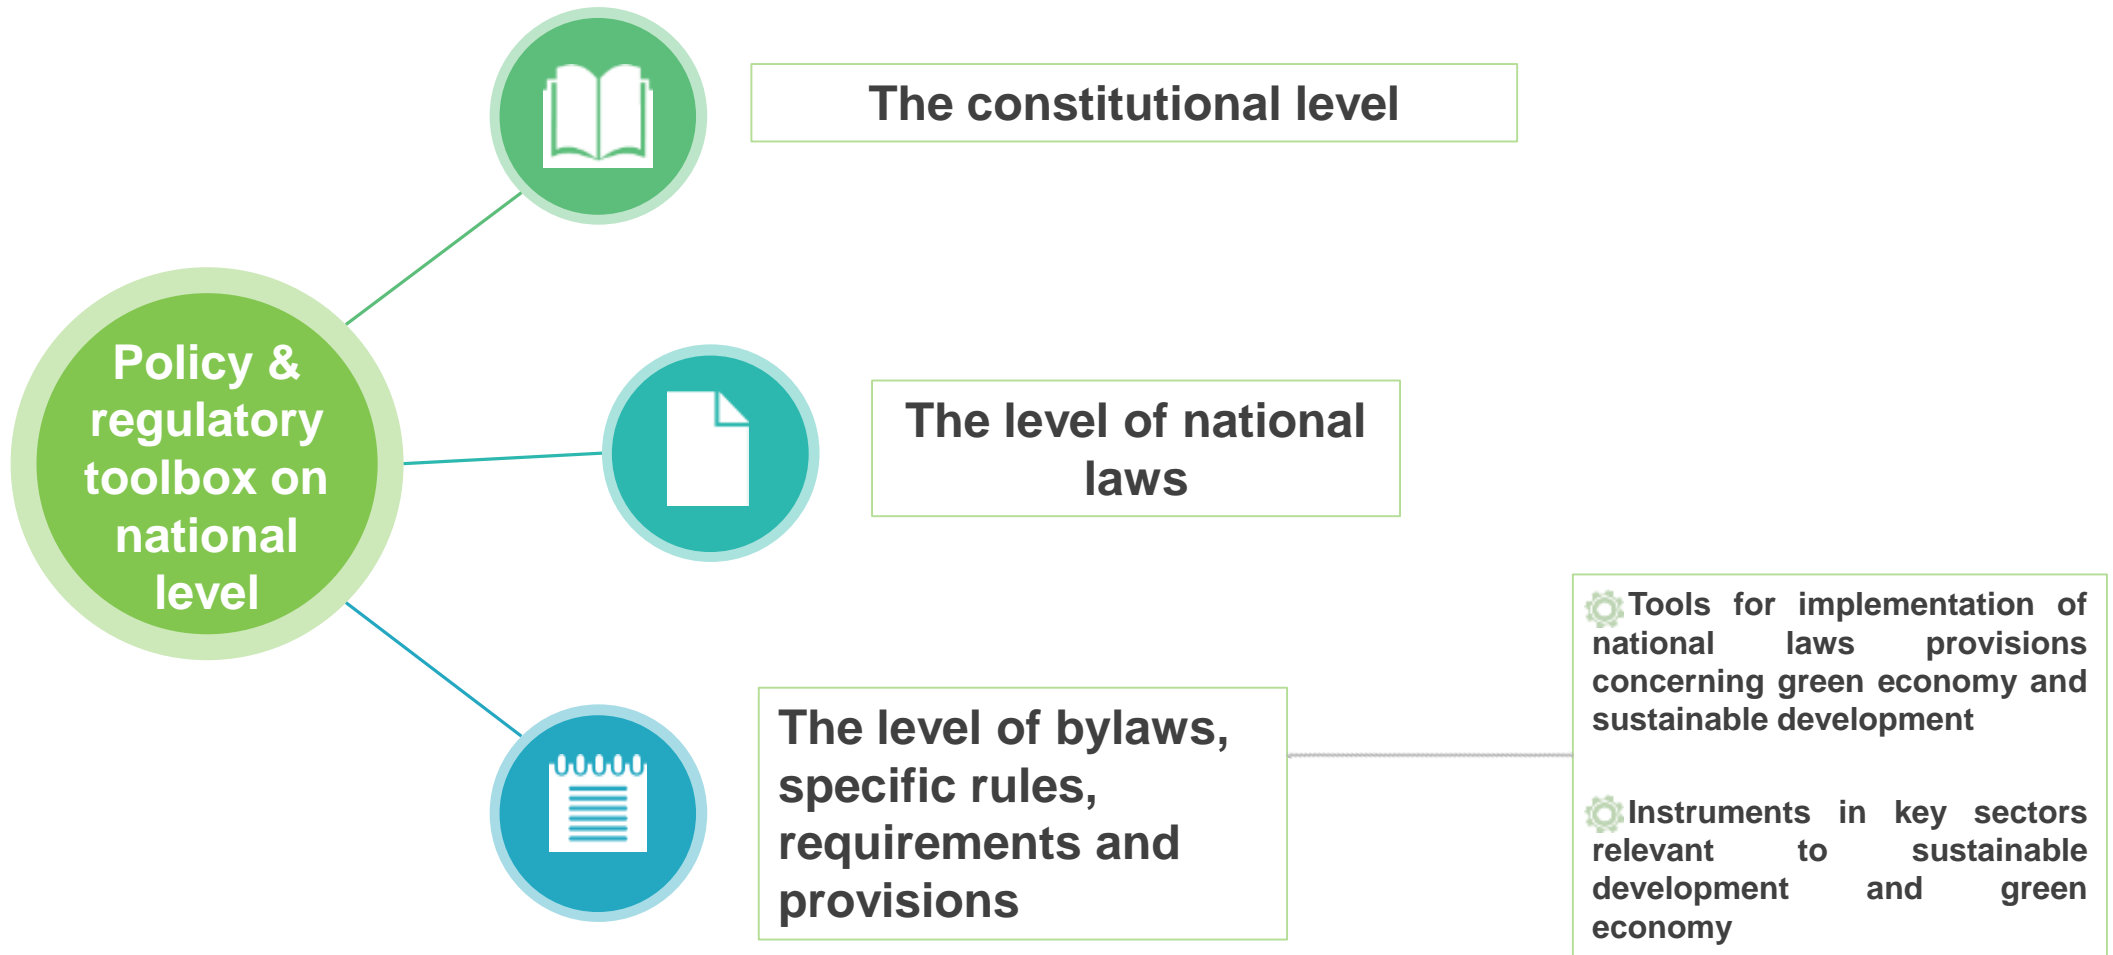 The constitutional level
Policy &
regulatory
toolbox on
national
level
The level of national
laws
The level of bylaws,
specific rules,
requirements and
provisions
Tools for implementation of
national laws provisions
concerning green economy and
sustainable development
Instruments in key sectors
relevant to sustainable
development and green
economy